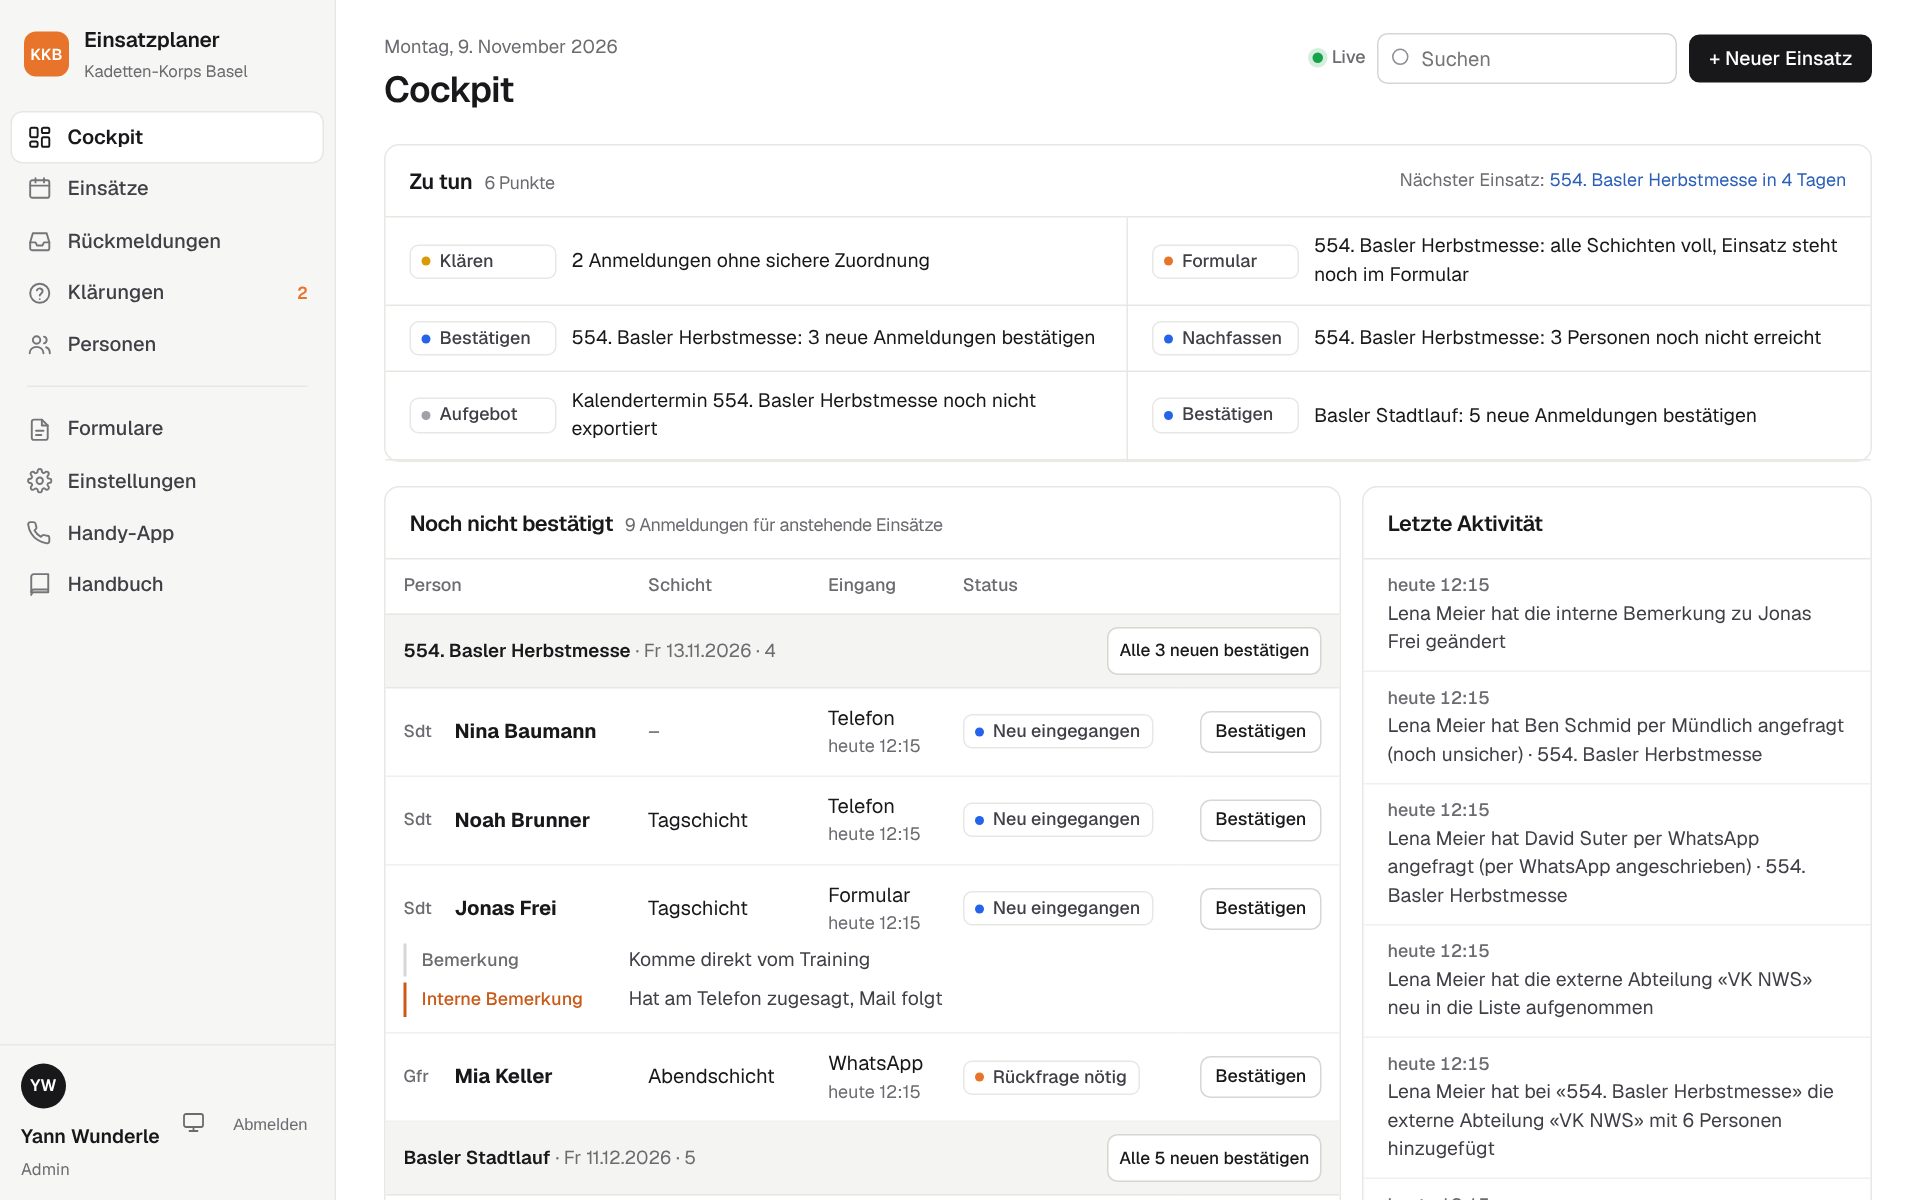 KKB
Einsatzplaner
Kadetten-Korps Basel
Cockpit
Einsätze
Rückmeldungen
Klärungen 2
Personen
Formulare
Einstellungen
Handy-App
Handbuch
YW
Yann Wunderle
Admin
Abmelden
Montag, 9. November 2026
Cockpit
Live
Suchen
+ Neuer Einsatz
Zu tun 6 Punkte
Nächster Einsatz: 554. Basler Herbstmesse in 4 Tagen
Klären
2 Anmeldungen ohne sichere Zuordnung
Formular
554. Basler Herbstmesse: alle Schichten voll, Einsatz steht
noch im Formular
Bestätigen
554. Basler Herbstmesse: 3 neue Anmeldungen bestätigen
Nachfassen
554. Basler Herbstmesse: 3 Personen noch nicht erreicht
Aufgebot
Kalendertermin 554. Basler Herbstmesse noch nicht
exportiert
Bestätigen
Basler Stadtlauf: 5 neue Anmeldungen bestätigen
Noch nicht bestätigt 9 Anmeldungen für anstehende Einsätze
Person Schicht Eingang Status
554. Basler Herbstmesse · Fr 13.11.2026 · 4
Alle 3 neuen bestätigen
Sdt Nina Baumann – Telefon
heute 12:15
Neu eingegangen
Bestätigen
Sdt Noah Brunner Tagschicht Telefon
heute 12:15
Neu eingegangen
Bestätigen
Sdt Jonas Frei Tagschicht Formular
heute 12:15
Neu eingegangen
Bestätigen
Bemerkung Komme direkt vom Training
Interne Bemerkung Hat am Telefon zugesagt, Mail folgt
Gfr Mia Keller Abendschicht WhatsApp
heute 12:15
Rückfrage nötig
Bestätigen
Basler Stadtlauf · Fr 11.12.2026 · 5
Alle 5 neuen bestätigen
Letzte Aktivität
heute 12:15
Lena Meier hat die interne Bemerkung zu Jonas
Frei geändert
heute 12:15
Lena Meier hat Ben Schmid per Mündlich angefragt
(noch unsicher) · 554. Basler Herbstmesse
heute 12:15
Lena Meier hat David Suter per WhatsApp
angefragt (per WhatsApp angeschrieben) · 554.
Basler Herbstmesse
heute 12:15
Lena Meier hat die externe Abteilung «VK NWS»
neu in die Liste aufgenommen
heute 12:15
Lena Meier hat bei «554. Basler Herbstmesse» die
externe Abteilung «VK NWS» mit 6 Personen
hinzugefügt